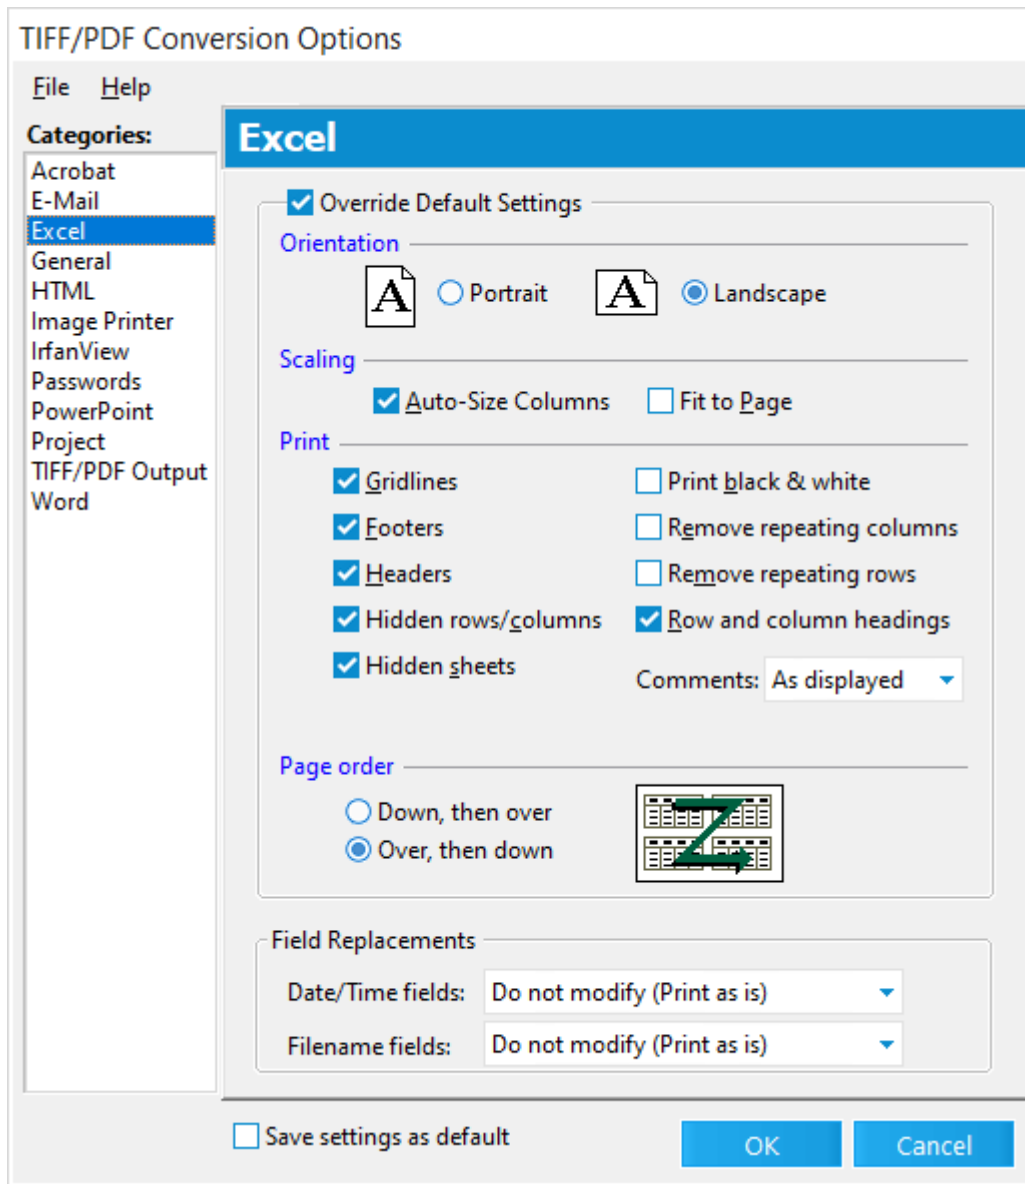 TIFF/PDF Conversion Options
File Help
Categories:
Acrobat
E-Mail
Excel
General
HTML
Image Printer
IrfanView
Passwords
PowerPoint
Project
TIFF/PDF Output
Word
Excel
Override Default Settings
Orientation
A Portrait A Landscape
Scaling
Auto-Size Columns Fit to Page
Print
Gridlines Print black & white
Footers Remove repeating columns
Headers Remove repeating rows
Hidden rows/columns Row and column headings
Hidden sheets
Comments: As displayed
Page order
Down, then over
Over, then down
Field Replacements
Date/Time fields: Do not modify (Print as is)
Filename fields: Do not modify (Print as is)
Save settings as default
OK Cancel